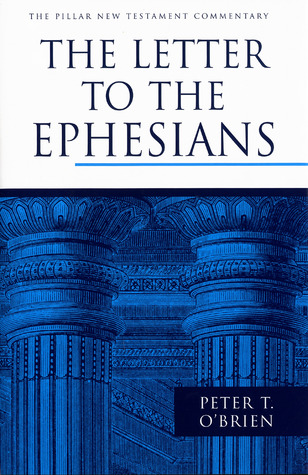 THE PILLAR NEW TESTAMENT COMMENTARY
THE LETTER
TO THE
EPHESIANS
PETER T.
O'BRIEN